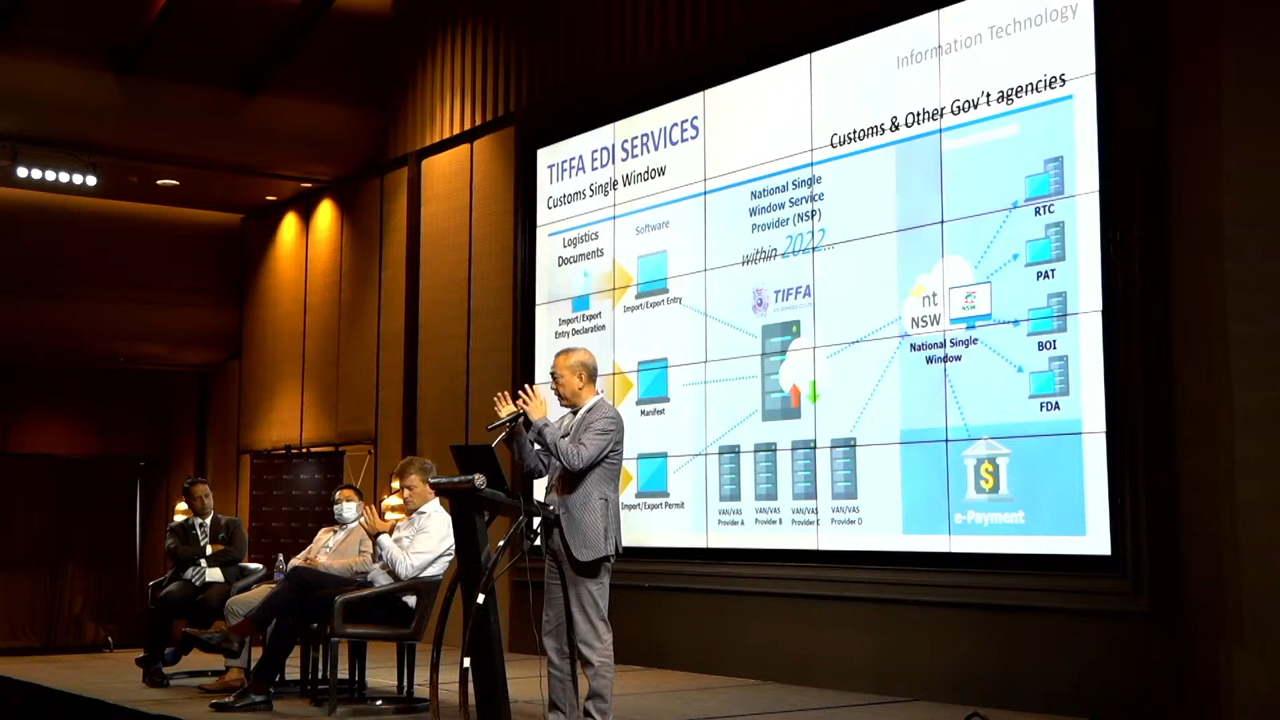 Information Technology
TIFFA EDI SERVICES
Customs Single Window
Customs & Other Gov't agencies
Logistics
Documents
Software
National Single
Window Service
Provider (NSP)
within 2022...
Import/Export
Entry Declaration
Import/Export Entry
TIFFA
Manifest
Import/Export Permit
VAN/VAS
Provider A
VAN/VAS
Provider B
VAN/VAS
Provider C
VAN/VAS
Provider D
nt
NSW
NSW
National Single
Window
RTC
PAT
BOI
FDA
$
e-Payment